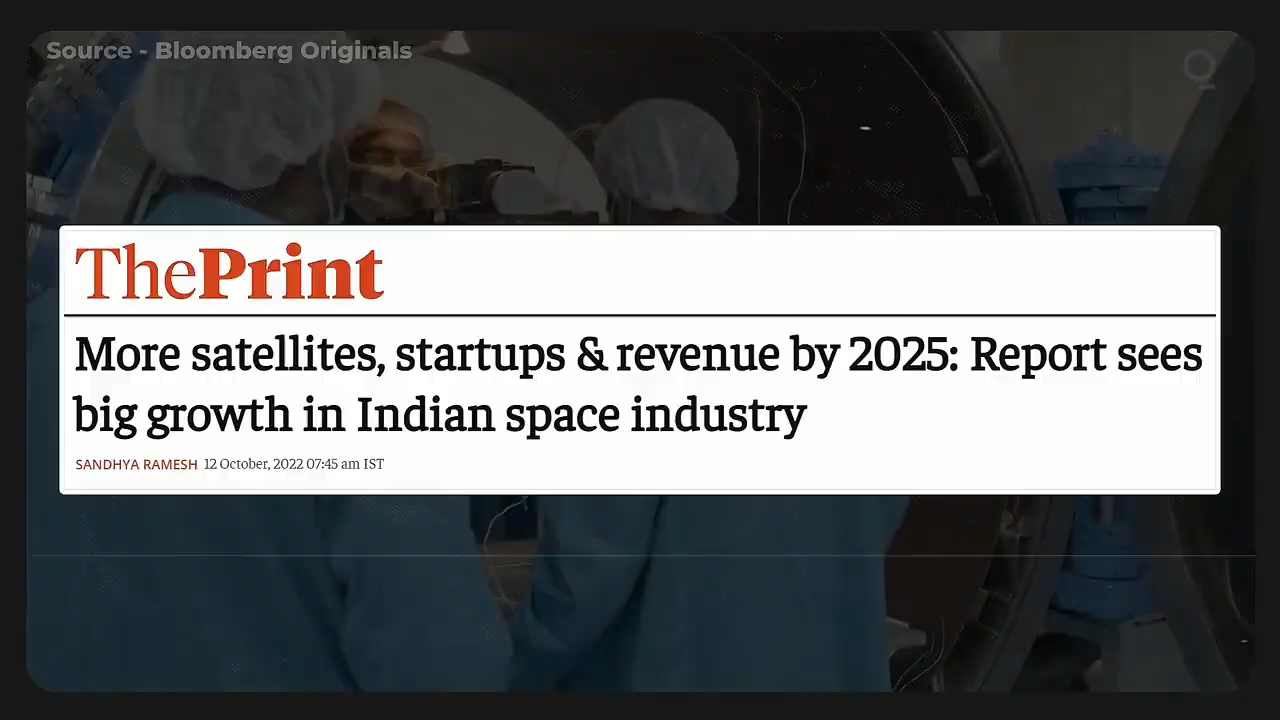 Source - Bloomberg Originals
ThePrint
More satellites, startups & revenue by 2025: Report sees
big growth in Indian space industry
SANDHYA RAMESH 12 October, 2022 07:45 am IST